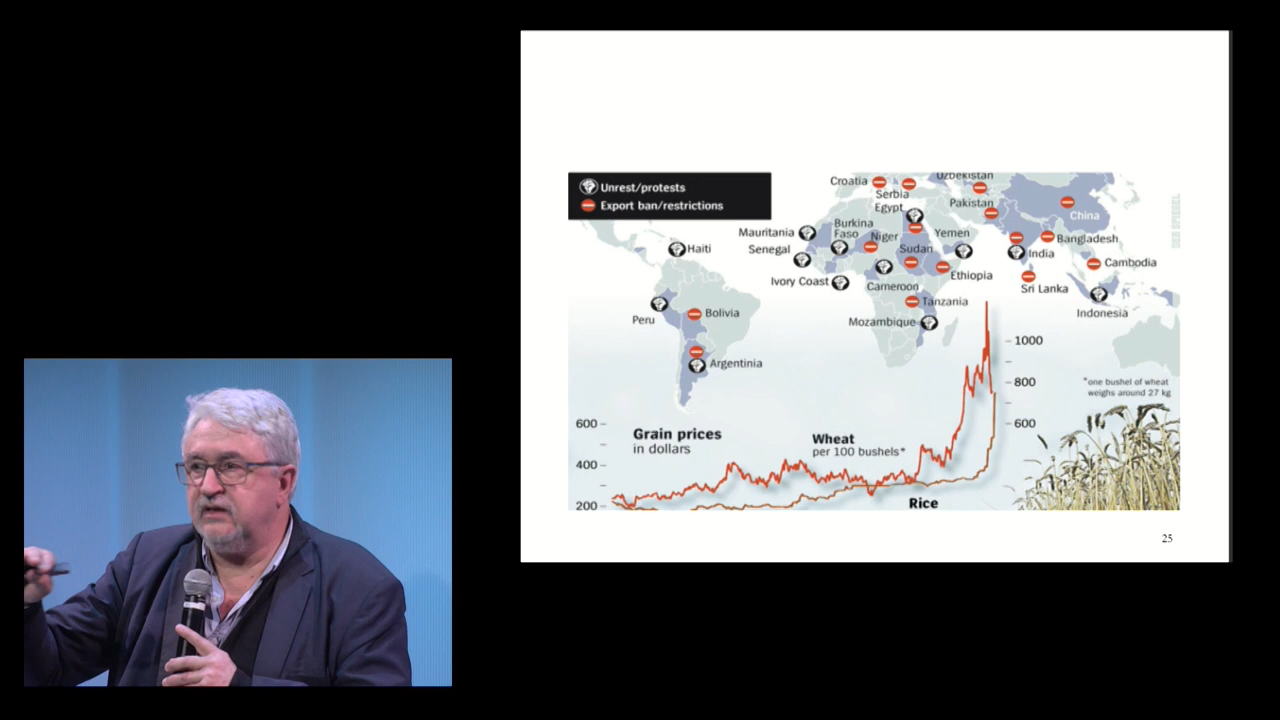 Unrest/protests
Export ban/restrictions
Croatia
Serbia
Egypt
Uzbekistan
Pakistan
China
Mauritania
Burkina
Faso
Niger
Yemen
Bangladesh
Haiti
Senegal
Sudan
India
Cambodia
Ivory Coast
Cameroon
Ethiopia
Sri Lanka
Peru
Bolivia
Tanzania
Mozambique
Indonesia
Argentinia
DER SPIEGEL
1000
800
600
*one bushel of wheat
weighs around 27 kg
600
400
200
Grain prices
in dollars
Wheat
per 100 bushels*
Rice
25